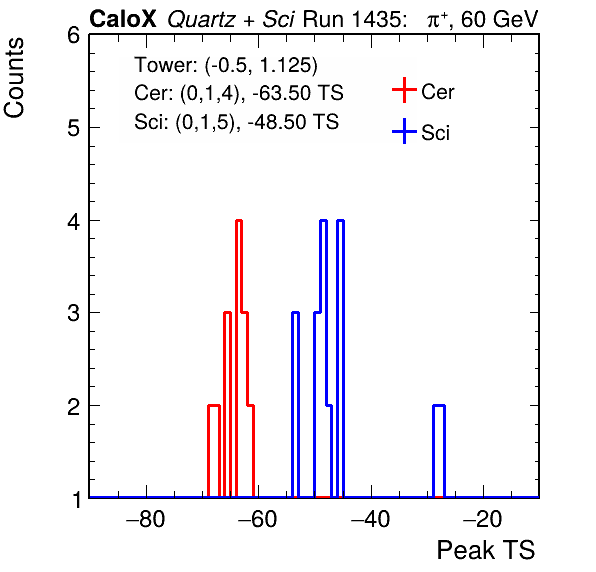 CaloX Quartz + Sci Run 1435: π⁺, 60 GeV
Counts
Tower: (-0.5, 1.125)
Cer: (0,1,4), -63.50 TS
Sci: (0,1,5), -48.50 TS
Cer
Sci
6
5
4
3
2
1
−80 −60 −40 −20
Peak TS